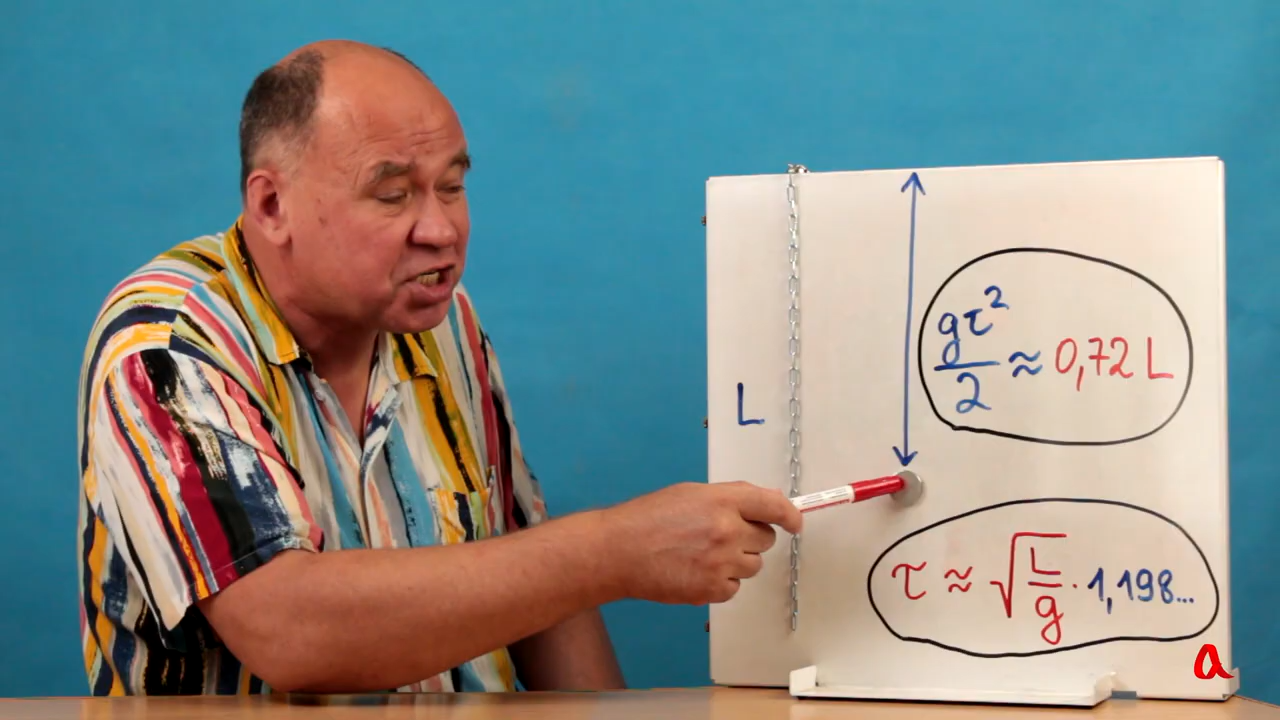 gτ²/2 ≈ 0,72 L
L
τ ≈ √(L/g) · 1,198...
a